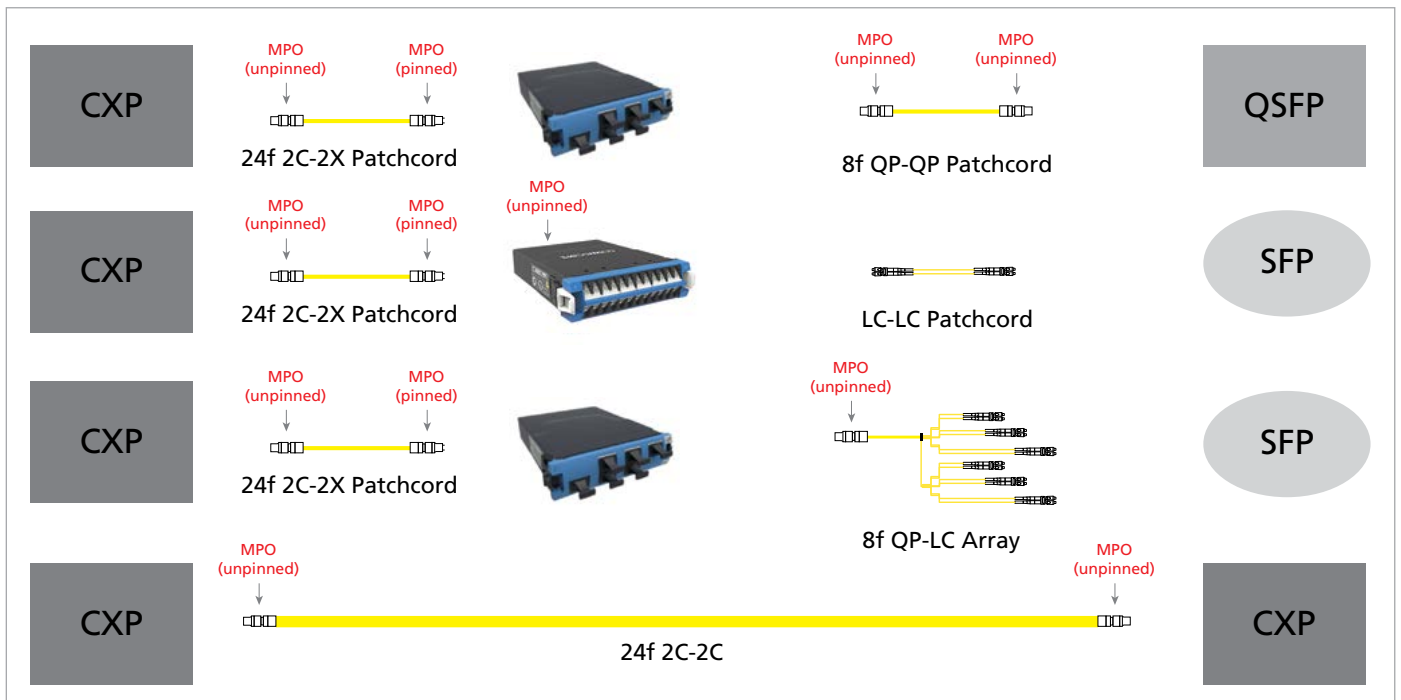 MPO
(unpinned)
MPO
(pinned)
MPO
(unpinned)
MPO
(unpinned)
CXP
QSFP
24f 2C-2X Patchcord
8f QP-QP Patchcord
MPO
(unpinned)
MPO
(pinned)
MPO
(unpinned)
CXP
SFP
24f 2C-2X Patchcord
LC-LC Patchcord
MPO
(unpinned)
MPO
(pinned)
MPO
(unpinned)
CXP
SFP
24f 2C-2X Patchcord
8f QP-LC Array
MPO
(unpinned)
MPO
(unpinned)
CXP
CXP
24f 2C-2C